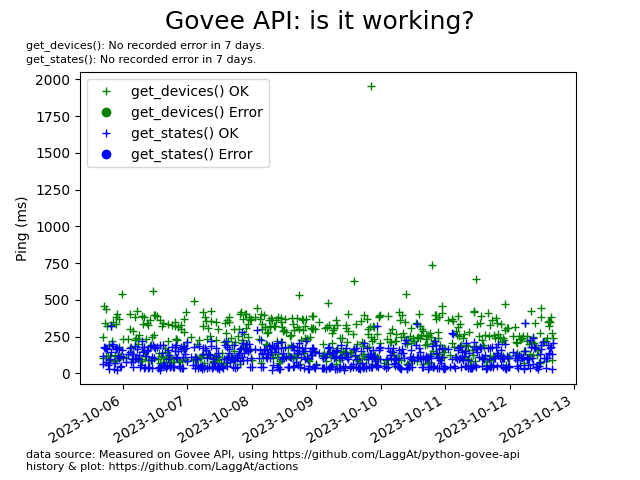 Govee API: is it working?
get_devices(): No recorded error in 7 days.
get_states(): No recorded error in 7 days.
2000
1750
1500
1250
1000
750
500
250
0
Ping (ms)
get_devices() OK
get_devices() Error
get_states() OK
get_states() Error
2023-10-06
2023-10-07
2023-10-08
2023-10-09
2023-10-10
2023-10-11
2023-10-12
2023-10-13
data source: Measured on Govee API, using https://github.com/LaggAt/python-govee-api
history & plot: https://github.com/LaggAt/actions